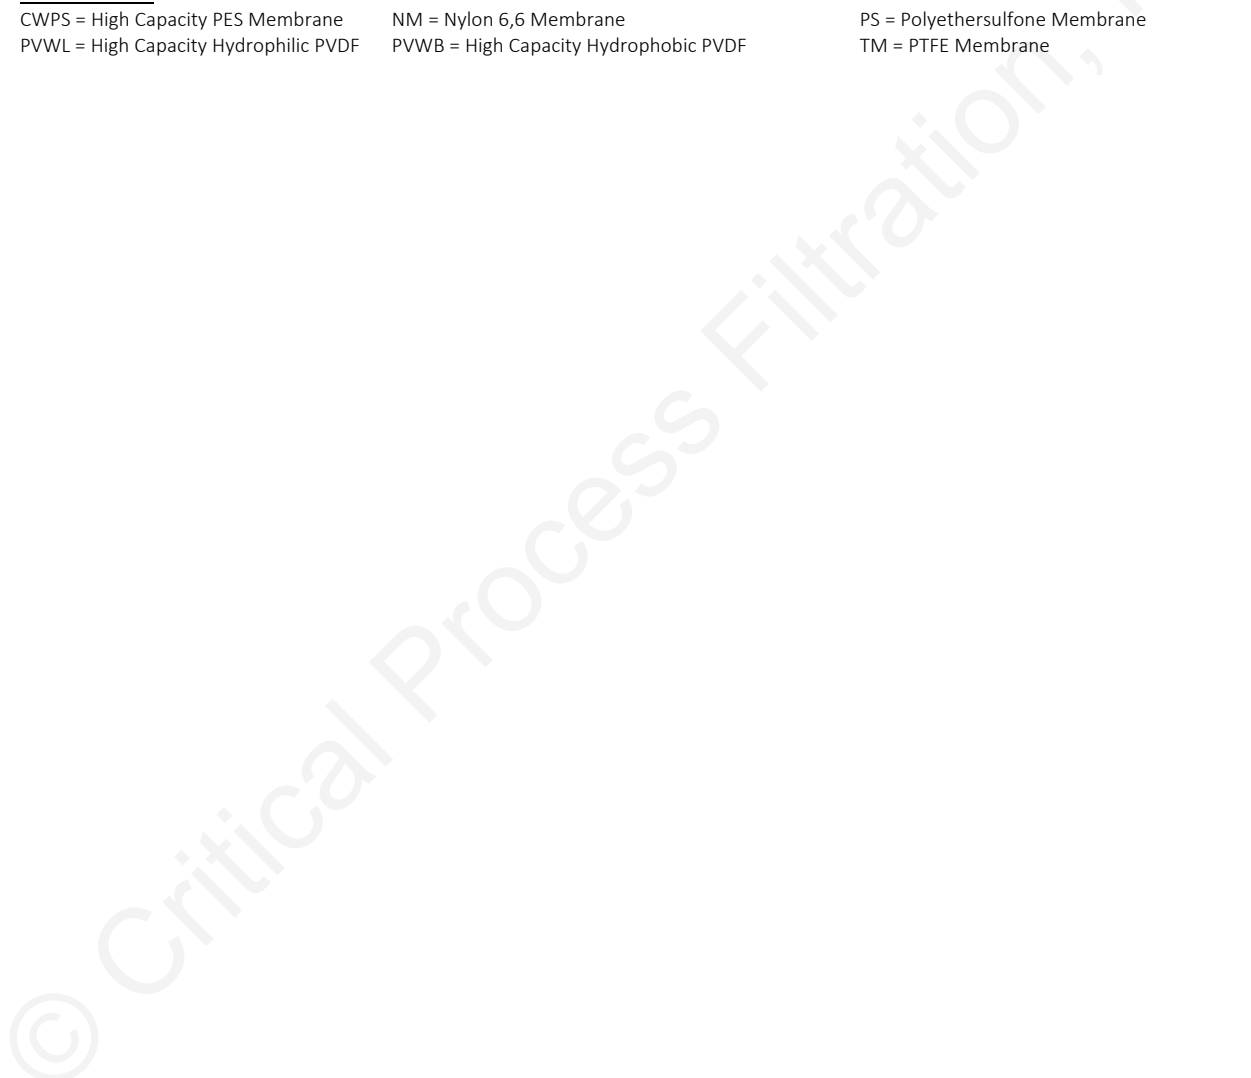 CWPS = High Capacity PES Membrane NM = Nylon 6,6 Membrane PS = Polyethersulfone Membrane
PVWL = High Capacity Hydrophilic PVDF PVWB = High Capacity Hydrophobic PVDF TM = PTFE Membrane
© Critical Process Filtration,